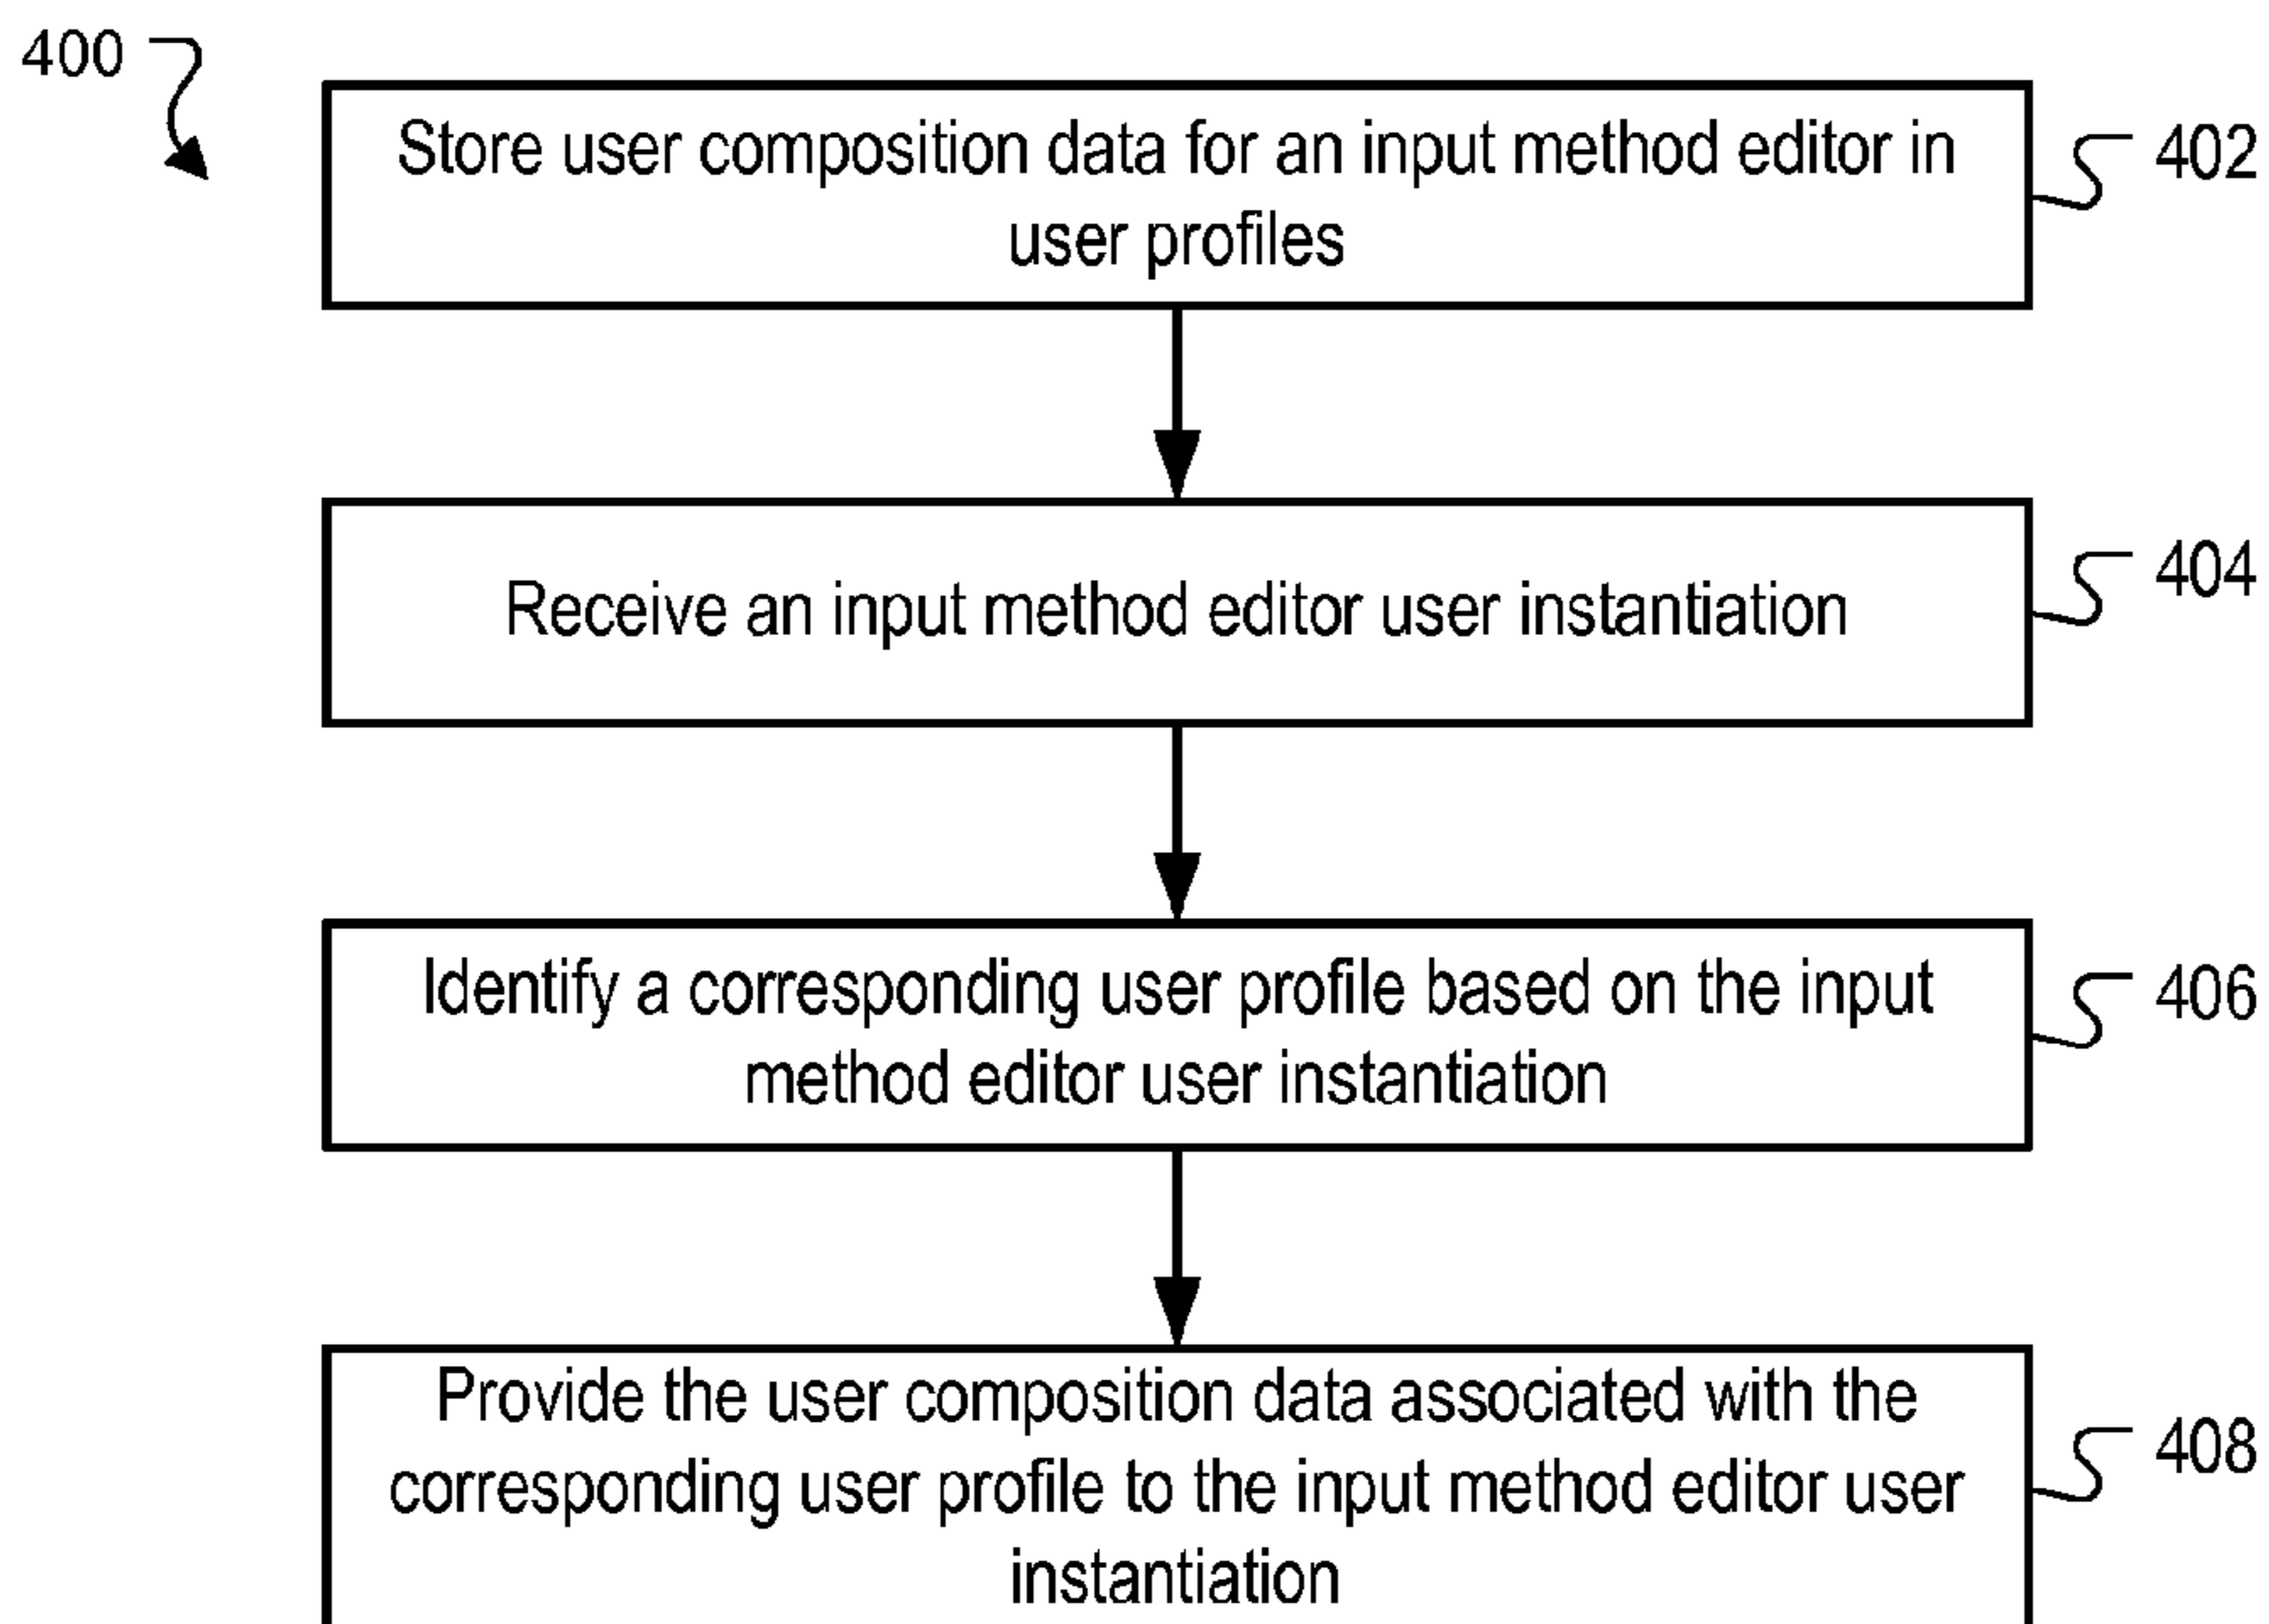 400
Store user composition data for an input method editor in
user profiles
402
Receive an input method editor user instantiation
404
Identify a corresponding user profile based on the input
method editor user instantiation
406
Provide the user composition data associated with the
corresponding user profile to the input method editor user
instantiation
408